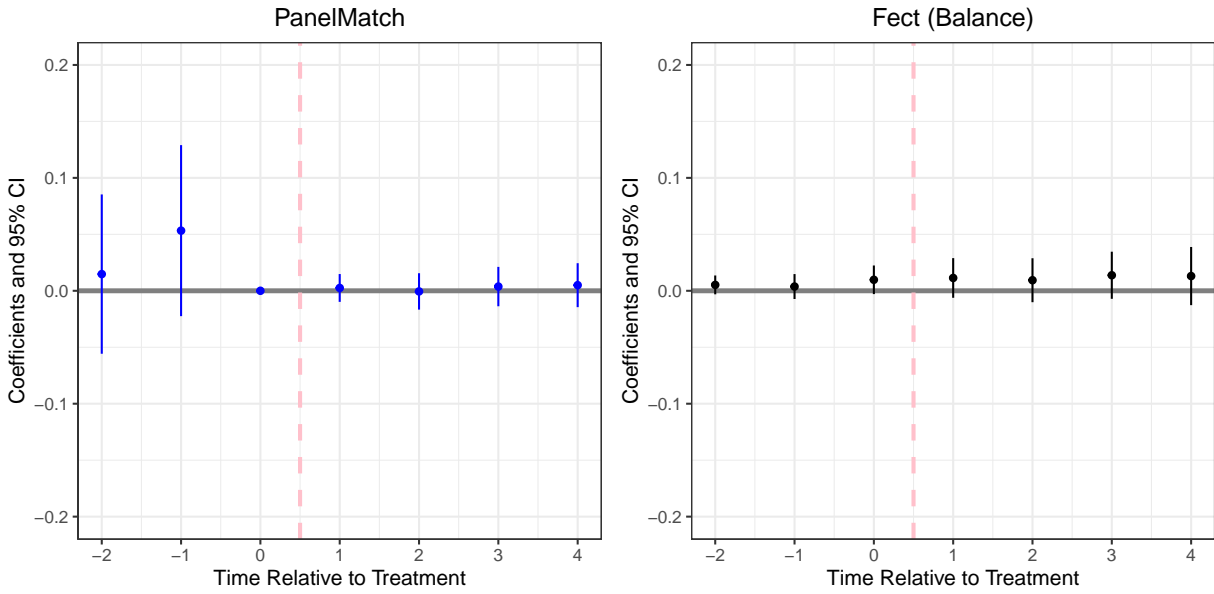 PanelMatch
Coefficients and 95% CI
0.2
0.1
0.0
−0.1
−0.2
−2 −1 0 1 2 3 4
Time Relative to Treatment
Fect (Balance)
Coefficients and 95% CI
0.2
0.1
0.0
−0.1
−0.2
−2 −1 0 1 2 3 4
Time Relative to Treatment